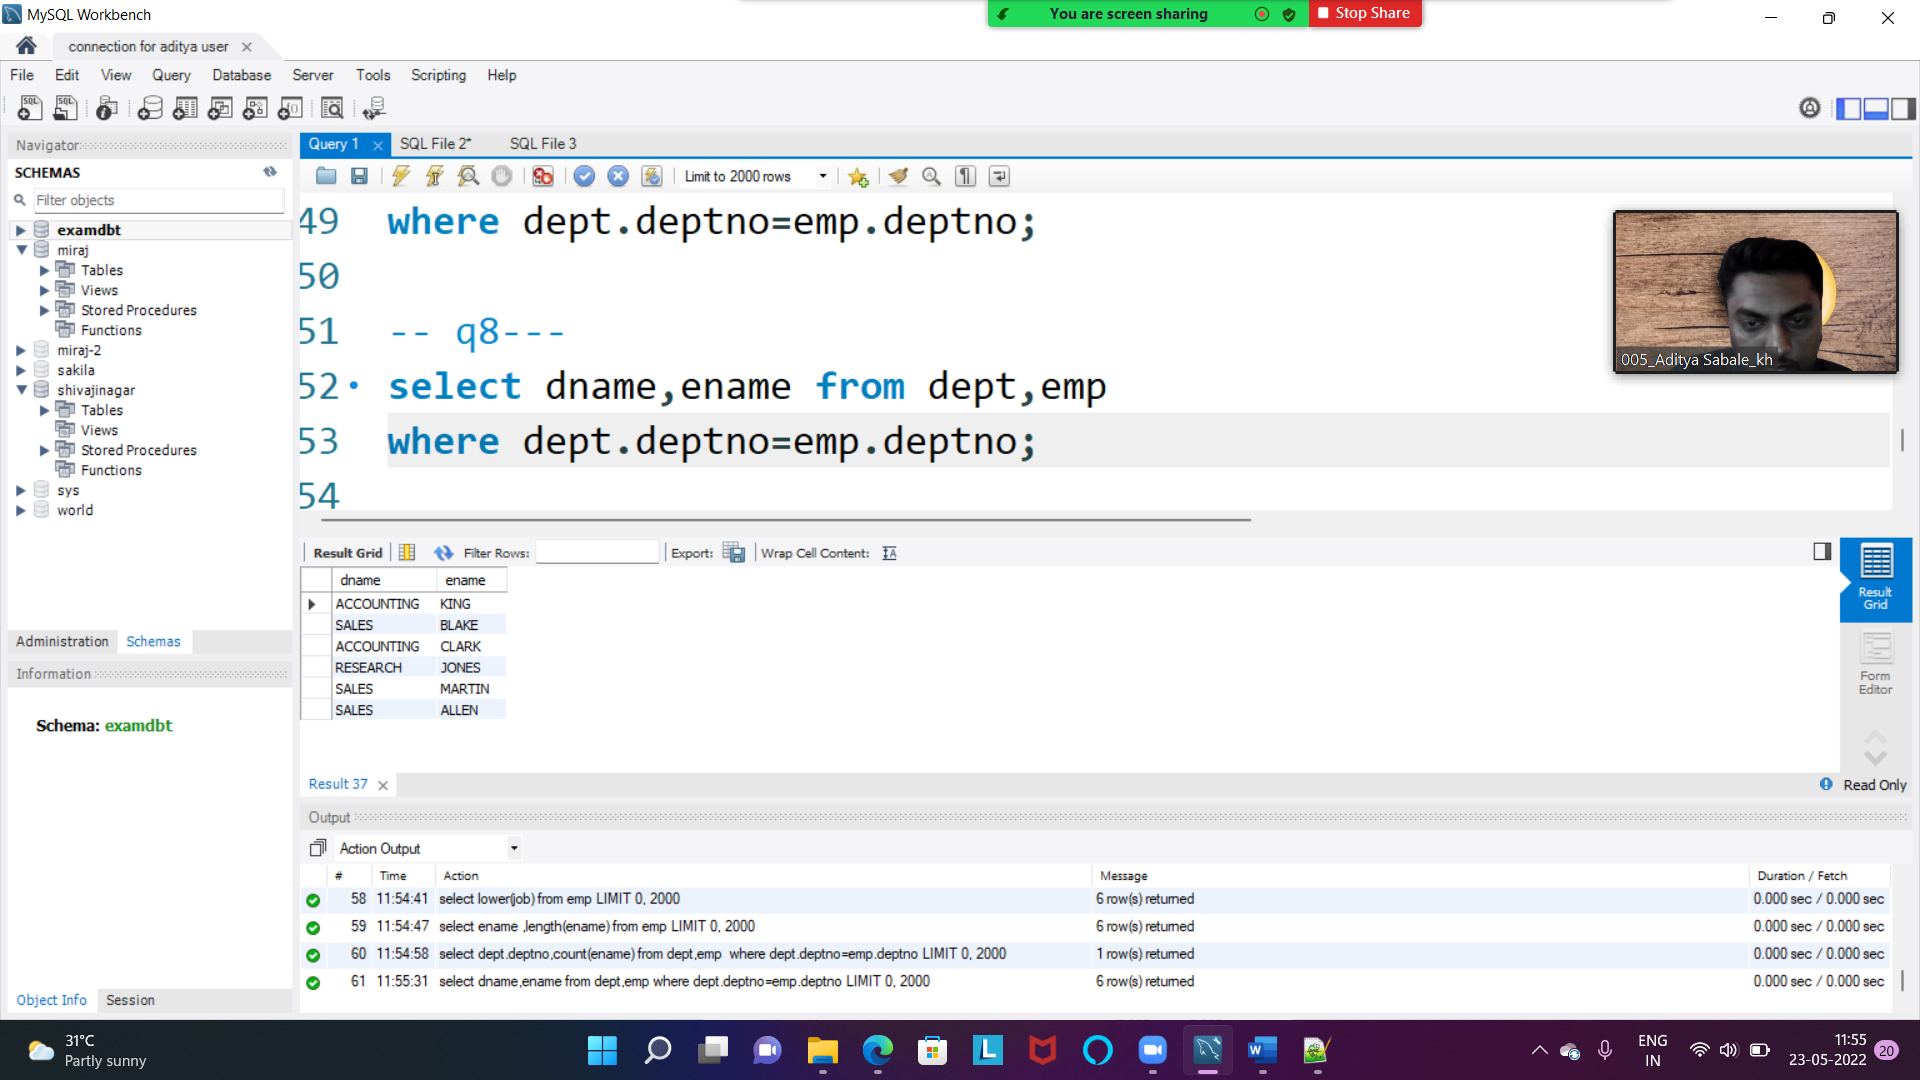 MySQL Workbench
You are screen sharing
Stop Share
connection for aditya user
File Edit View Query Database Server Tools Scripting Help
Navigator
SCHEMAS
Filter objects
examdbt
miraj
Tables
Views
Stored Procedures
Functions
miraj-2
sakila
shivajinagar
Tables
Views
Stored Procedures
Functions
sys
world
Administration Schemas
Information
Schema: examdbt
Object Info Session
Query 1 SQL File 2* SQL File 3
Limit to 2000 rows
49 where dept.deptno=emp.deptno;
50
51 -- q8---
52 select dname,ename from dept,emp
53 where dept.deptno=emp.deptno;
54
005_Aditya Sabale_kh
Result Grid Filter Rows: Export: Wrap Cell Content:
dname ename
ACCOUNTING KING
SALES BLAKE
ACCOUNTING CLARK
RESEARCH JONES
SALES MARTIN
SALES ALLEN
Result Grid
Form Editor
Result 37
Read Only
Output
Action Output
# Time Action Message Duration / Fetch
58 11:54:41 select lower(job) from emp LIMIT 0, 2000 6 row(s) returned 0.000 sec / 0.000 sec
59 11:54:47 select ename ,length(ename) from emp LIMIT 0, 2000 6 row(s) returned 0.000 sec / 0.000 sec
60 11:54:58 select dept.deptno,count(ename) from dept,emp  where dept.deptno=emp.deptno LIMIT 0, 2000 1 row(s) returned 0.000 sec / 0.000 sec
61 11:55:31 select dname,ename from dept,emp where dept.deptno=emp.deptno LIMIT 0, 2000 6 row(s) returned 0.000 sec / 0.000 sec
31°C
Partly sunny
ENG
IN
11:55
23-05-2022
20